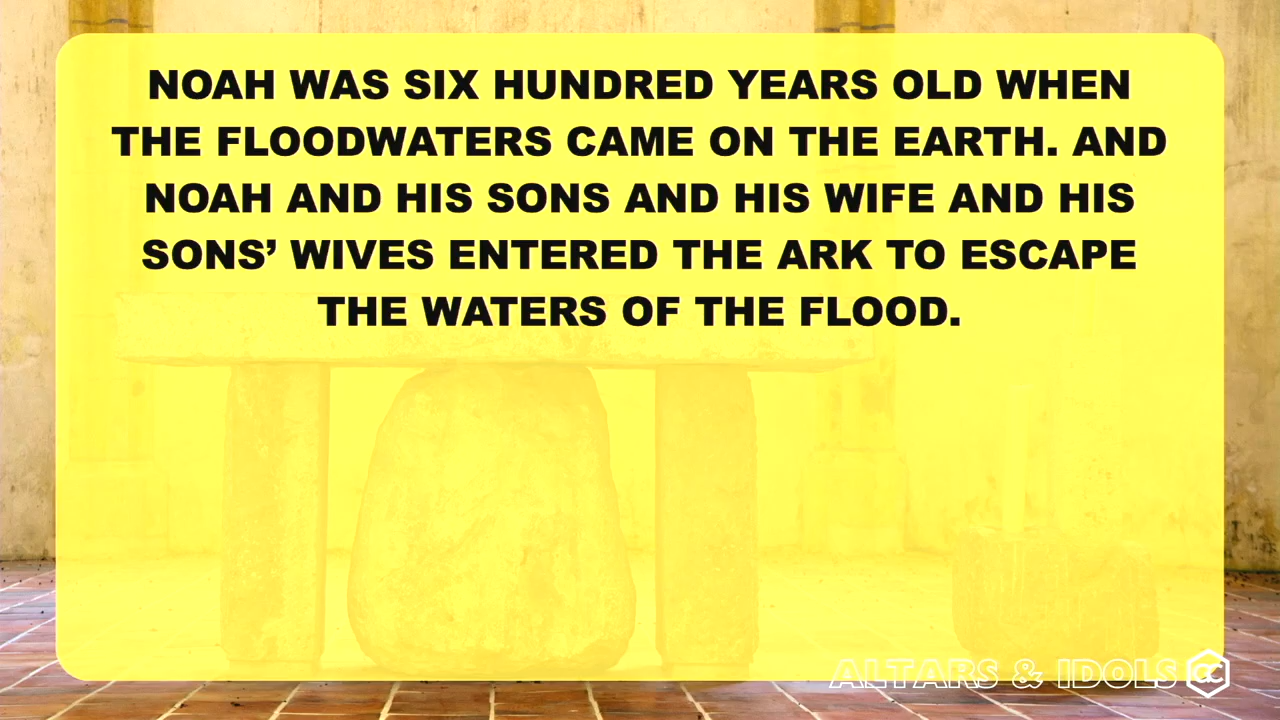 NOAH WAS SIX HUNDRED YEARS OLD WHEN
THE FLOODWATERS CAME ON THE EARTH. AND
NOAH AND HIS SONS AND HIS WIFE AND HIS
SONS’ WIVES ENTERED THE ARK TO ESCAPE
THE WATERS OF THE FLOOD.
ALTARS & IDOLS